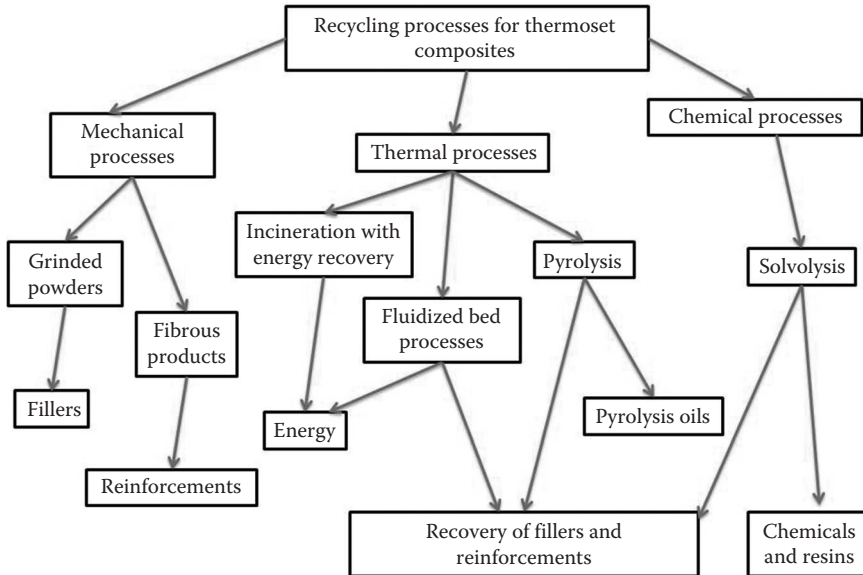 Recycling processes for thermoset
composites
Mechanical
processes
Thermal processes
Chemical processes
Grinded
powders
Incineration with
energy recovery
Pyrolysis
Solvolysis
Fibrous
products
Fluidized bed
processes
Fillers
Energy
Pyrolysis oils
Reinforcements
Recovery of fillers and
reinforcements
Chemicals
and resins